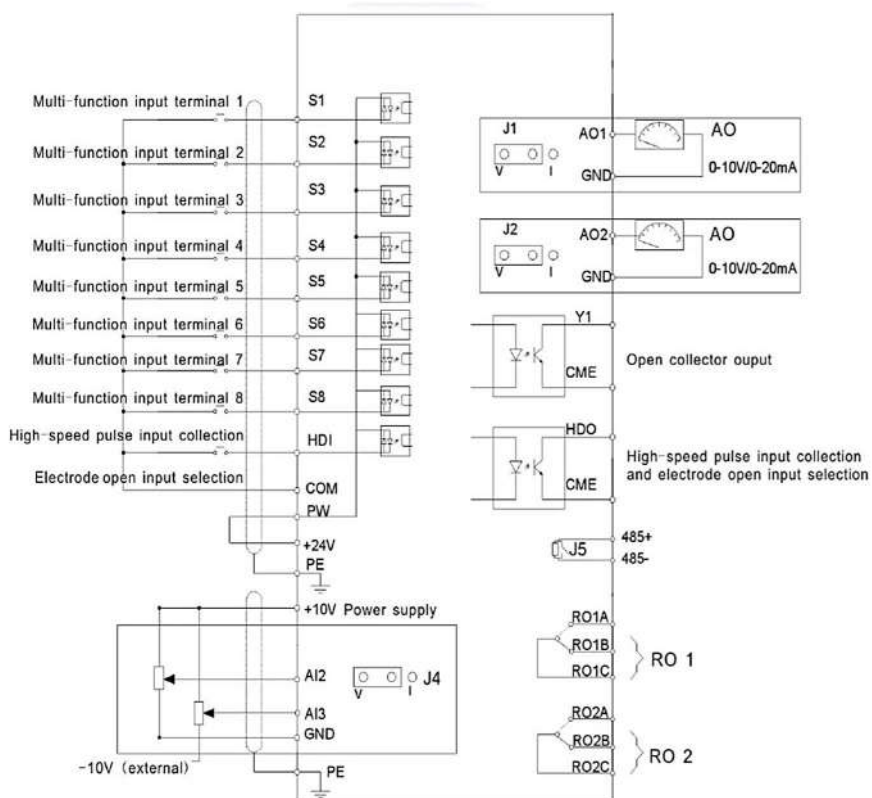 Multi-function input terminal 1
S1
Multi-function input terminal 2
S2
Multi-function input terminal 3
S3
Multi-function input terminal 4
S4
Multi-function input terminal 5
S5
Multi-function input terminal 6
S6
Multi-function input terminal 7
S7
Multi-function input terminal 8
S8
High-speed pulse input collection
HDI
Electrode open input selection
COM
PW
+24V
PE
+10V Power supply
AI2
V
I
J4
AI3
GND
-10V (external)
PE
J1
V
I
AO1
GND
AO
0-10V/0-20mA
J2
V
I
AO2
GND
AO
0-10V/0-20mA
Y1
CME
Open collector ouput
HDO
CME
High-speed pulse input collection
and electrode open input selection
J5
485+
485-
RO1A
RO1B
RO1C
RO 1
RO2A
RO2B
RO2C
RO 2